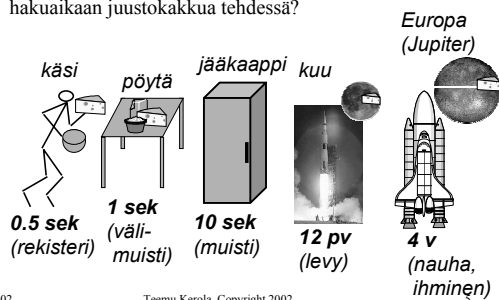 hakuaikaan juustokakkua tehdessä?
käsi
pöytä
jääkaappi
kuu
Europa
(Jupiter)
0.5 sek
(rekisteri)
1 sek
(väli-
muisti)
10 sek
(muisti)
12 pv
(levy)
4 v
(nauha,
ihminen)
02
Teemu Kerola, Copyright 2002